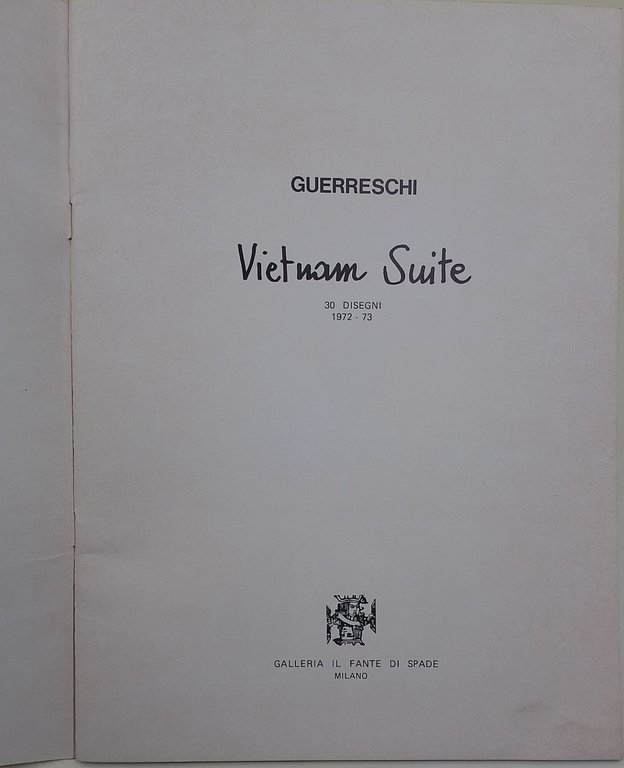 GUERRESCHI
Vietnam Suite
30 DISEGNI
1972 - 73
GALLERIA IL FANTE DI SPADE
MILANO